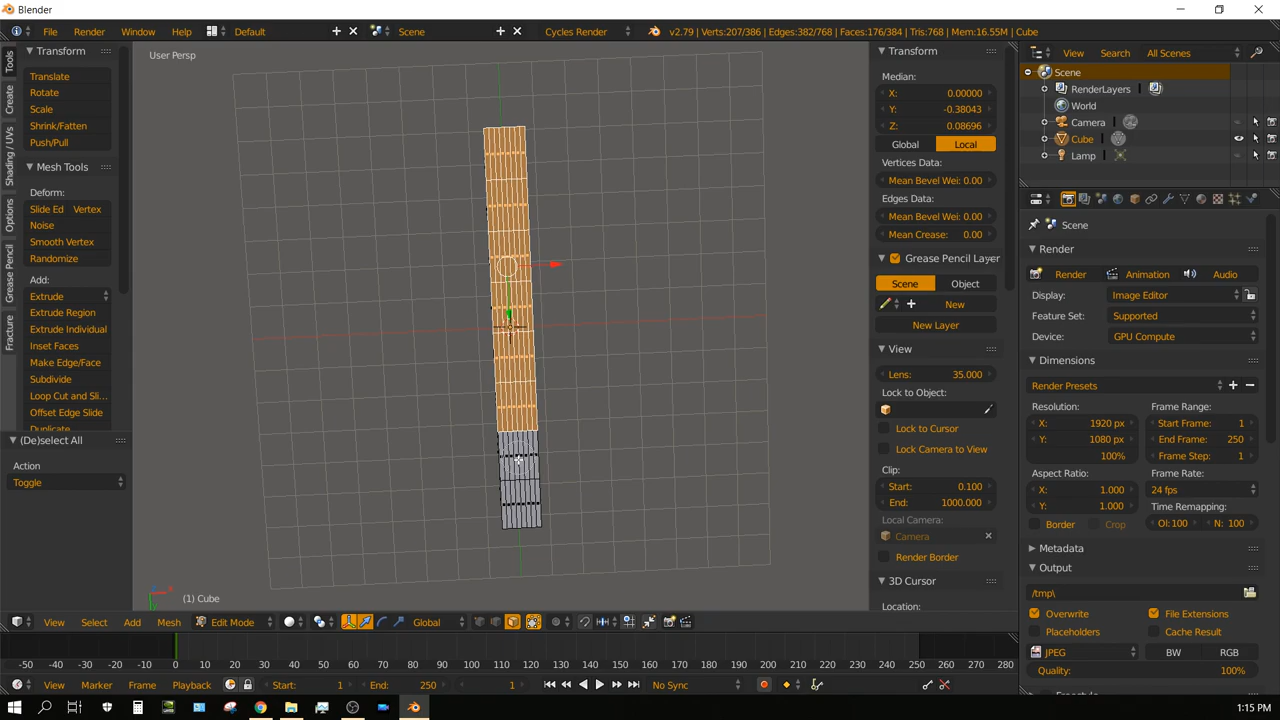 Blender
File Render Window Help Default Scene Cycles Render v2.79 | Verts:207/386 | Edges:382/768 | Faces:176/384 | Tris:768 | Mem:16.55M | Cube
Tools
Create
Shading / UVs
Options
Grease Pencil
Fracture
Transform
Translate
Rotate
Scale
Shrink/Fatten
Push/Pull
Mesh Tools
Deform:
Slide Ed Vertex
Noise
Smooth Vertex
Randomize
Add:
Extrude
Extrude Region
Extrude Individual
Inset Faces
Make Edge/Face
Subdivide
Loop Cut and Sli...
Offset Edge Slide
Duplicate
(De)select All
Action
Toggle
User Persp
(1) Cube
Transform
Median:
X: 0.00000
Y: -0.38043
Z: 0.08696
Global Local
Vertices Data:
Mean Bevel Wei: 0.00
Edges Data:
Mean Bevel Wei: 0.00
Mean Crease: 0.00
Grease Pencil Layer
Scene Object
New
New Layer
View
Lens: 35.000
Lock to Object:
Lock to Cursor
Lock Camera to View
Clip:
Start: 0.100
End: 1000.000
Local Camera:
Camera
Render Border
3D Cursor
Location:
View Search All Scenes
Scene
RenderLayers
World
Camera
Cube
Lamp
Scene
Render
Render Animation Audio
Display: Image Editor
Feature Set: Supported
Device: GPU Compute
Dimensions
Render Presets
Resolution: Frame Range:
X: 1920 px Start Frame: 1
Y: 1080 px End Frame: 250
100% Frame Step: 1
Aspect Ratio: Frame Rate:
X: 1.000 24 fps
Y: 1.000 Time Remapping:
Border Crop Ol:100 N: 100
Metadata
Output
/tmp\
Overwrite File Extensions
Placeholders Cache Result
JPEG BW RGB
Quality: 100%
View Select Add Mesh Edit Mode Global
-50 -40 -30 -20 -10 0 10 20 30 40 50 60 70 80 90 100 110 120 130 140 150 160 170 180 190 200 210 220 230 240 250 260 270 280
View Marker Frame Playback Start: 1 End: 250 1 No Sync
1:15 PM